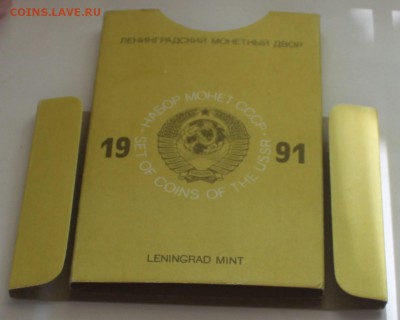 COINS.LAVE.RU
ЛЕНИНГРАДСКИЙ МОНЕТНЫЙ ДВОР
· НАБОР МОНЕТ СССР ·
19 91
SET OF COINS OF THE USSR
LENINGRAD MINT